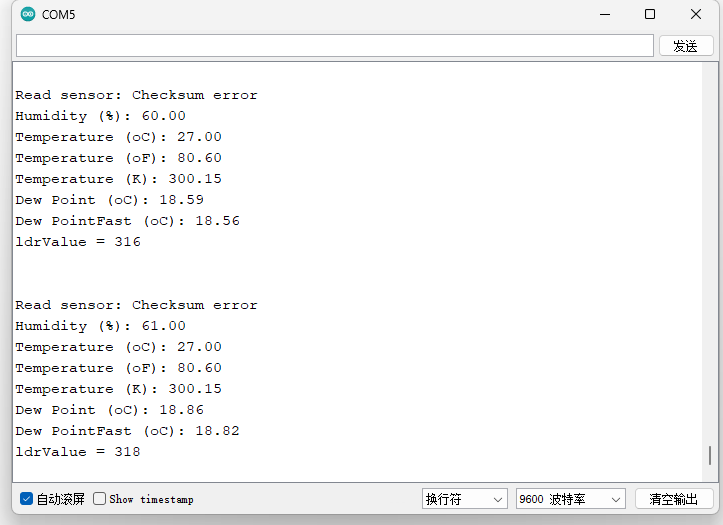 COM5
发送
Read sensor: Checksum error
Humidity (%): 60.00
Temperature (oC): 27.00
Temperature (oF): 80.60
Temperature (K): 300.15
Dew Point (oC): 18.59
Dew PointFast (oC): 18.56
ldrValue = 316
Read sensor: Checksum error
Humidity (%): 61.00
Temperature (oC): 27.00
Temperature (oF): 80.60
Temperature (K): 300.15
Dew Point (oC): 18.86
Dew PointFast (oC): 18.82
ldrValue = 318
自动滚屏 Show timestamp 换行符 9600 波特率 清空输出